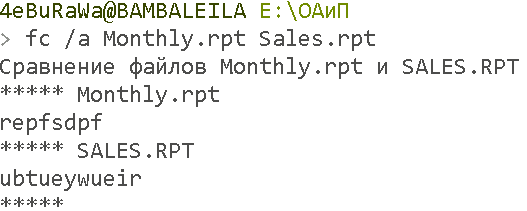 4eBuRaWa@BAMBALEILA E:\ОАиП
> fc /a Monthly.rpt Sales.rpt
Сравнение файлов Monthly.rpt и SALES.RPT
***** Monthly.rpt
repfsdpf
***** SALES.RPT
ubtueywueir
*****